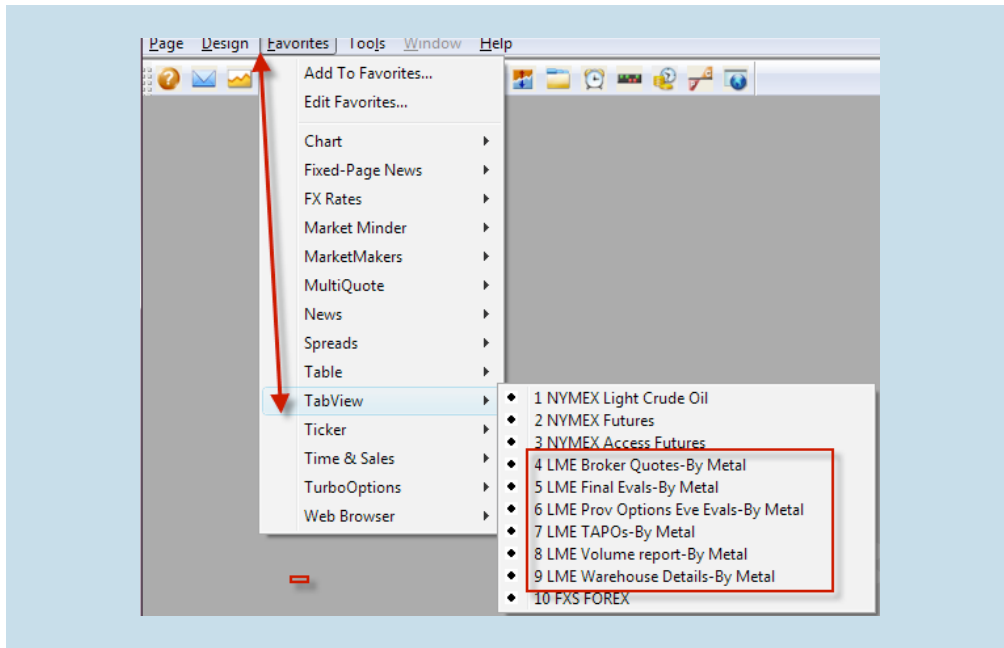 Page Design Favorites Tools Window Help
Add To Favorites...
Edit Favorites...
Chart
Fixed-Page News
FX Rates
Market Minder
MarketMakers
MultiQuote
News
Spreads
Table
TabView
Ticker
Time & Sales
TurboOptions
Web Browser
1 NYMEX Light Crude Oil
2 NYMEX Futures
3 NYMEX Access Futures
4 LME Broker Quotes-By Metal
5 LME Final Evals-By Metal
6 LME Prov Options Eve Evals-By Metal
7 LME TAPOs-By Metal
8 LME Volume report-By Metal
9 LME Warehouse Details-By Metal
10 FXS FOREX